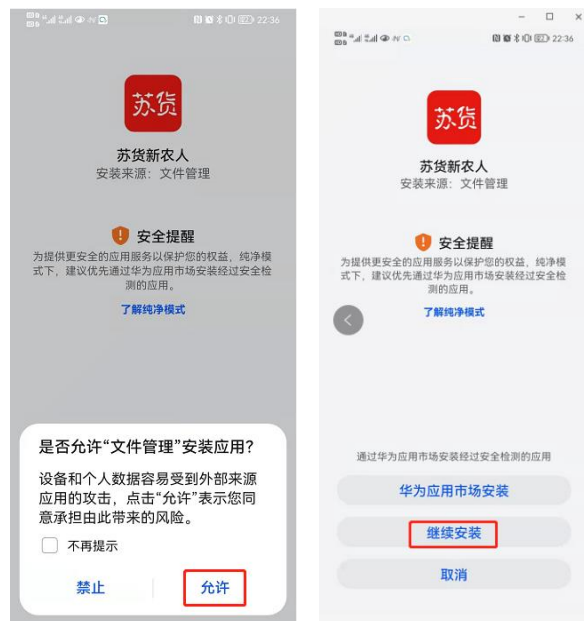 22:36
苏货
苏货新农人
安装来源：文件管理
安全提醒
为提供更安全的应用服务以保护您的权益，纯净模
式下，建议优先通过华为应用市场安装经过安全检
测的应用。
了解纯净模式
是否允许“文件管理”安装应用？
设备和个人数据容易受到外部来源
应用的攻击，点击“允许”表示您同
意承担由此带来的风险。
不再提示
禁止
允许
22:36
苏货
苏货新农人
安装来源：文件管理
安全提醒
为提供更安全的应用服务以保护您的权益，纯净模
式下，建议优先通过华为应用市场安装经过安全检
测的应用。
了解纯净模式
通过华为应用市场安装经过安全检测的应用
华为应用市场安装
继续安装
取消